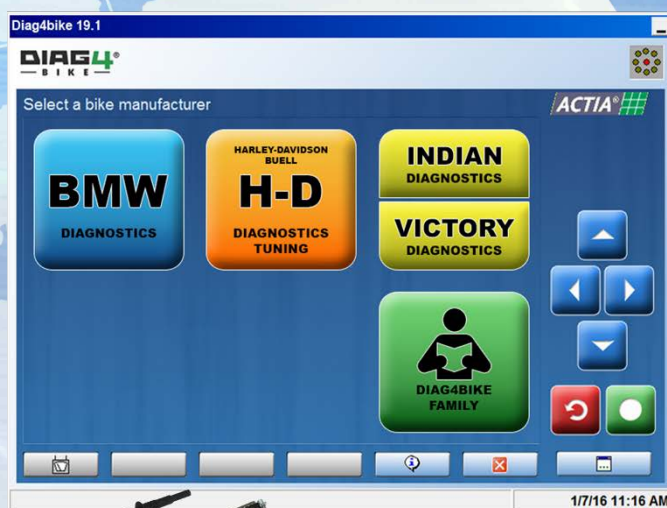 Diag4bike 19.1
DIAG4®
BIKE
Select a bike manufacturer
ACTIA®
BMW
DIAGNOSTICS
HARLEY-DAVIDSON
BUELL
H-D
DIAGNOSTICS
TUNING
INDIAN
DIAGNOSTICS
VICTORY
DIAGNOSTICS
DIAG4BIKE
FAMILY
1/7/16 11:16 AM